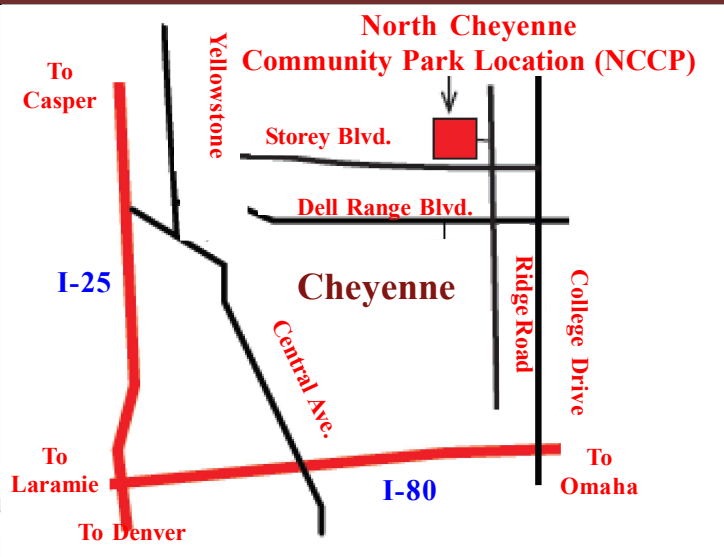 North Cheyenne
Community Park Location (NCCP)
To
Casper
Yellowstone
Storey Blvd.
Dell Range Blvd.
I-25
Cheyenne
Ridge Road
College Drive
Central Ave.
To
Laramie
To
Omaha
I-80
To Denver